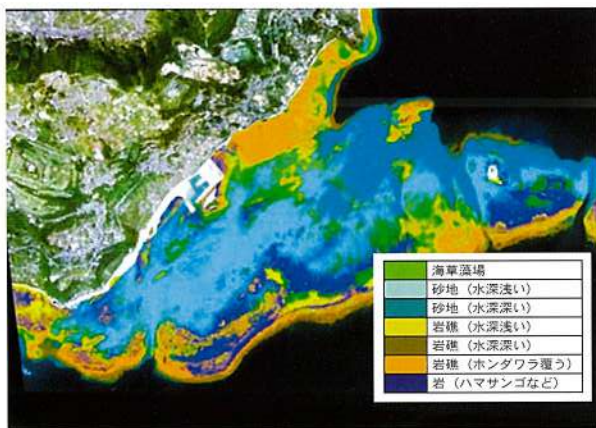 海草藻場
砂地（水深浅い）
砂地（水深深い）
岩礁（水深浅い）
岩礁（水深深い）
岩礁（ホンダワラ覆う）
岩（ハマサンゴなど）